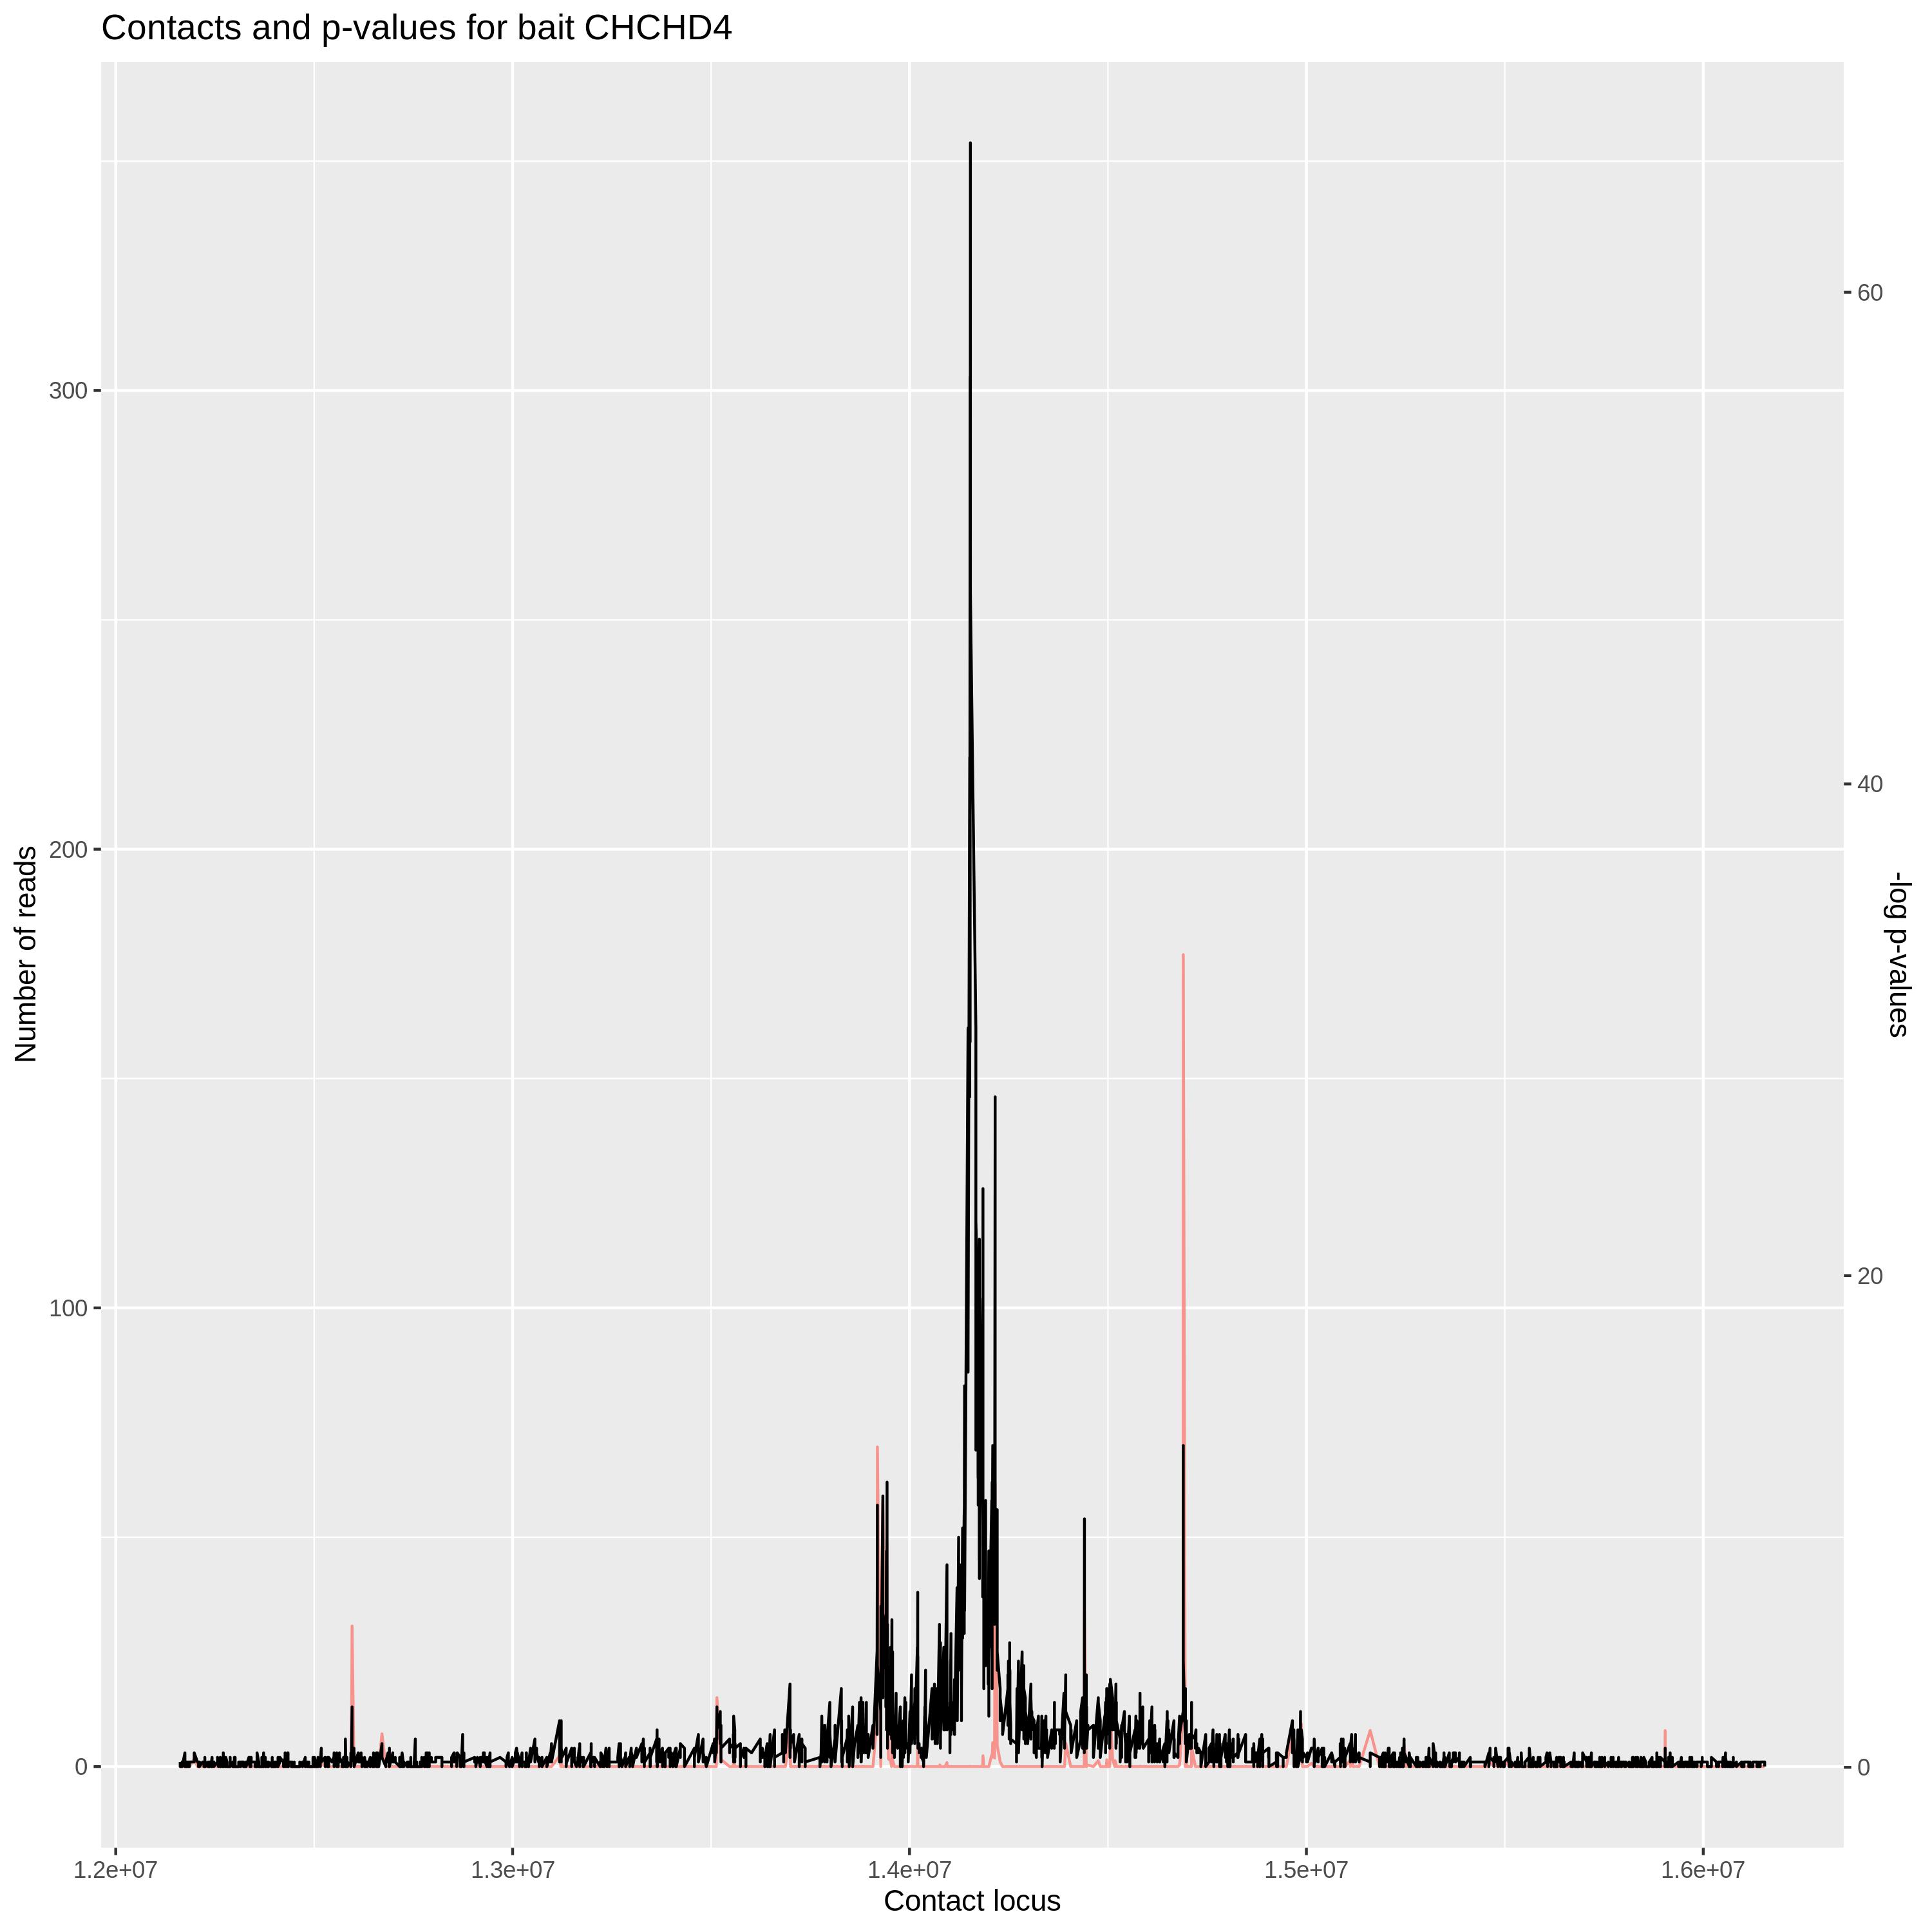 Contacts and p-values for bait CHCHD4
300
200
100
0
60
40
20
0
Number of reads
-log p-values
1.2e+07
1.3e+07
1.4e+07
1.5e+07
1.6e+07
Contact locus